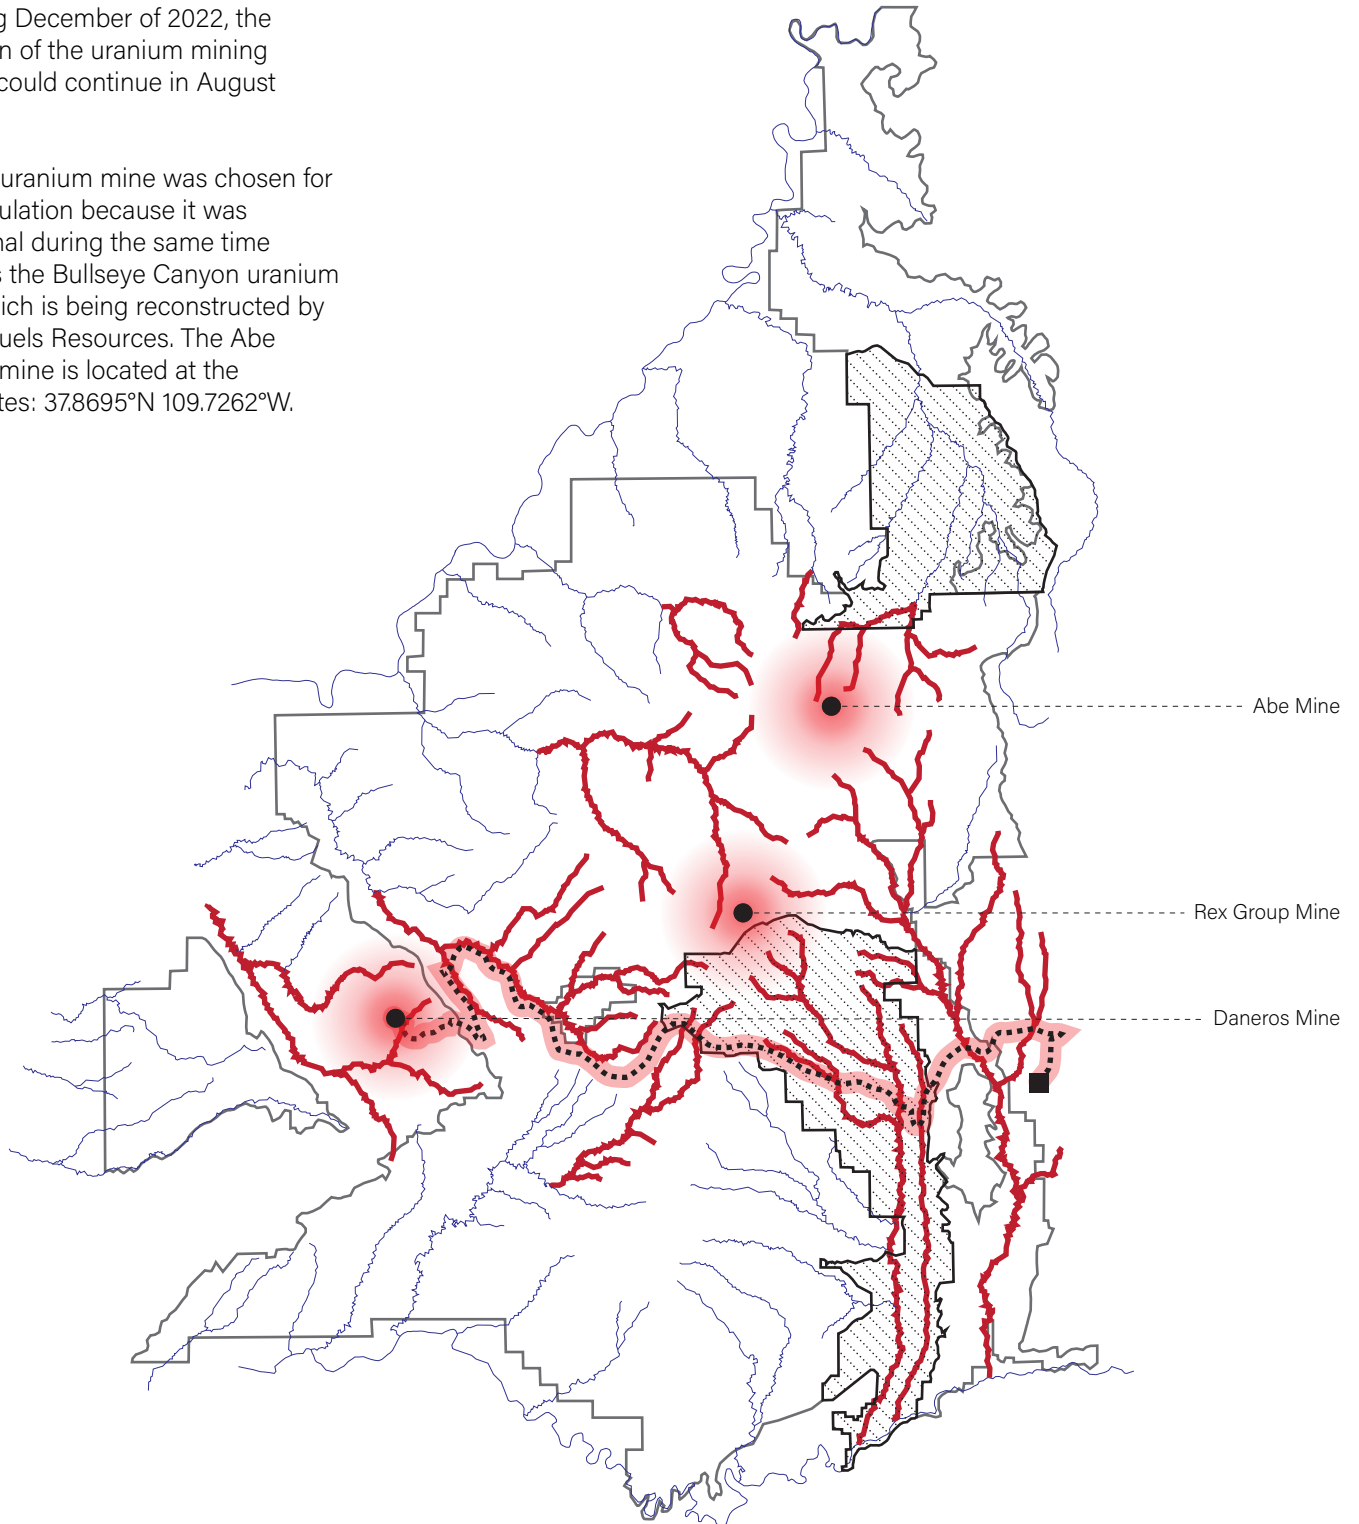 g December of 2022, the
n of the uranium mining
could continue in August
uranium mine was chosen for
ulation because it was
nal during the same time
s the Bullseye Canyon uranium
ich is being reconstructed by
uels Resources. The Abe
mine is located at the
tes: 37.8695°N 109.7262°W.
Abe Mine
Rex Group Mine
Daneros Mine